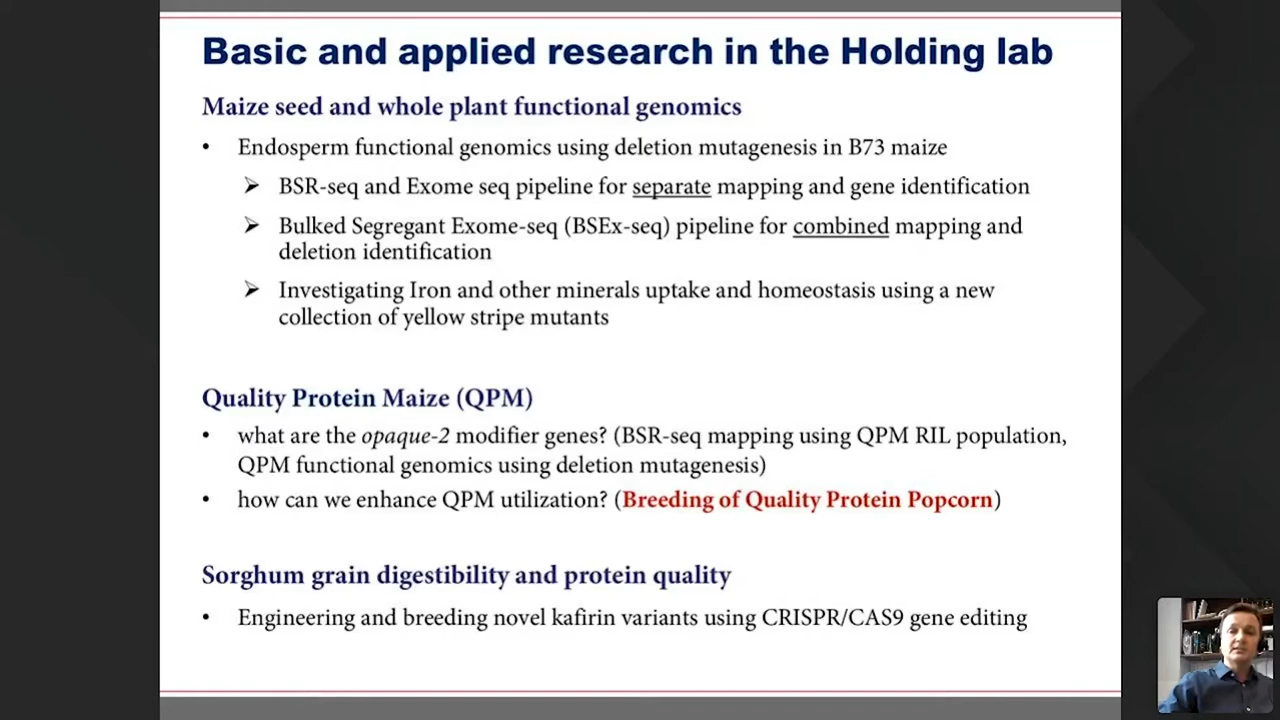 Basic and applied research in the Holding lab
Maize seed and whole plant functional genomics
• Endosperm functional genomics using deletion mutagenesis in B73 maize
➢ BSR-seq and Exome seq pipeline for separate mapping and gene identification
➢ Bulked Segregant Exome-seq (BSEx-seq) pipeline for combined mapping and
deletion identification
➢ Investigating Iron and other minerals uptake and homeostasis using a new
collection of yellow stripe mutants
Quality Protein Maize (QPM)
• what are the opaque-2 modifier genes? (BSR-seq mapping using QPM RIL population,
QPM functional genomics using deletion mutagenesis)
• how can we enhance QPM utilization? (Breeding of Quality Protein Popcorn)
Sorghum grain digestibility and protein quality
• Engineering and breeding novel kafirin variants using CRISPR/CAS9 gene editing